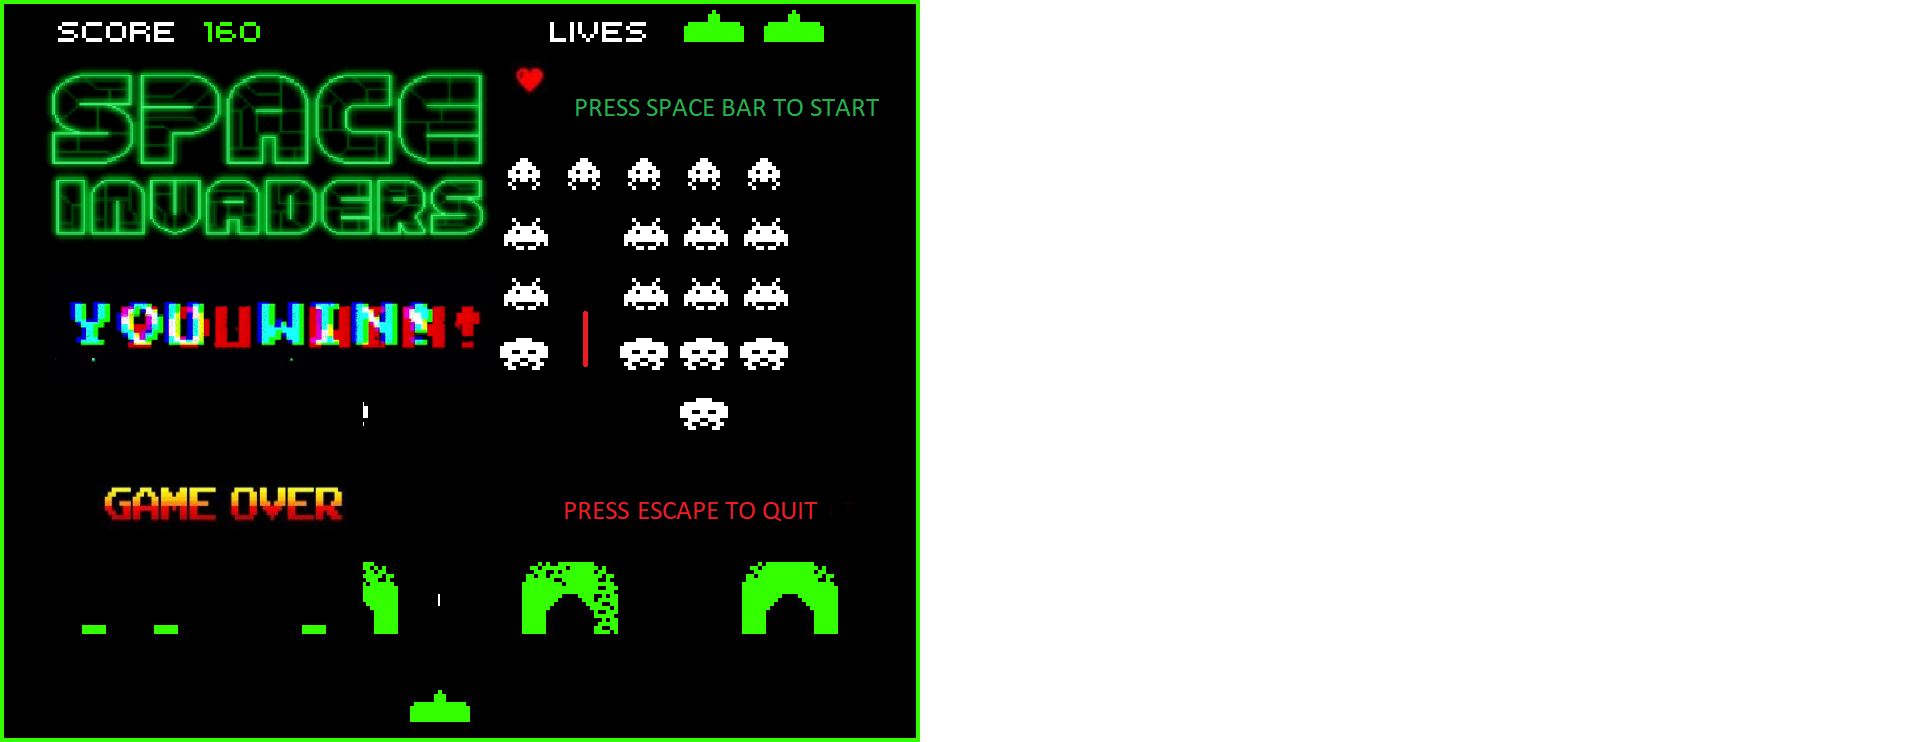 SCORE 160
LIVES
SPACE
INVADERS
PRESS SPACE BAR TO START
YOU WIN!
GAME OVER
PRESS ESCAPE TO QUIT